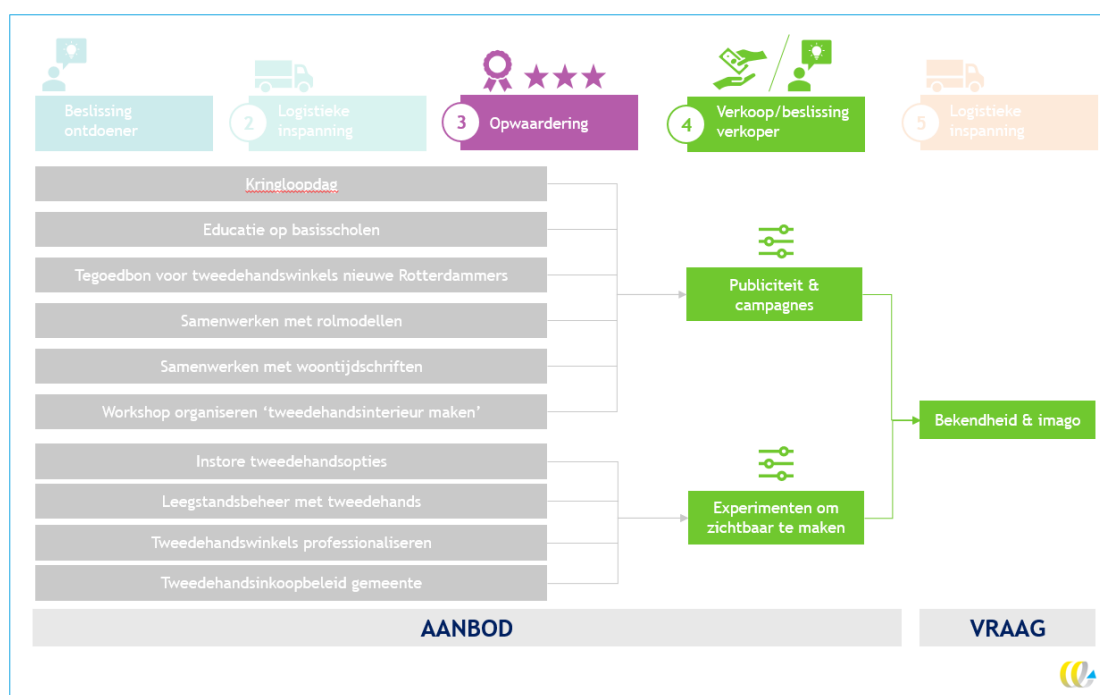 Beslissing
ontdoener
2
Logistieke
inspanning
3
Opwaardering
4
Verkoop/beslissing
verkoper
5
Logistieke
inspanning
Kringloopdag
Educatie op basisscholen
Tegoedbon voor tweedehandswinkels nieuwe Rotterdammers
Samenwerken met rolmodellen
Samenwerken met woontijdschriften
Workshop organiseren ‘tweedehandsinterieur maken’
Instore tweedehandsopties
Leegstandsbeheer met tweedehands
Tweedehandswinkels professionaliseren
Tweedehandsinkoopbeleid gemeente
Publiciteit &
campagnes
Experimenten om
zichtbaar te maken
Bekendheid & imago
AANBOD
VRAAG